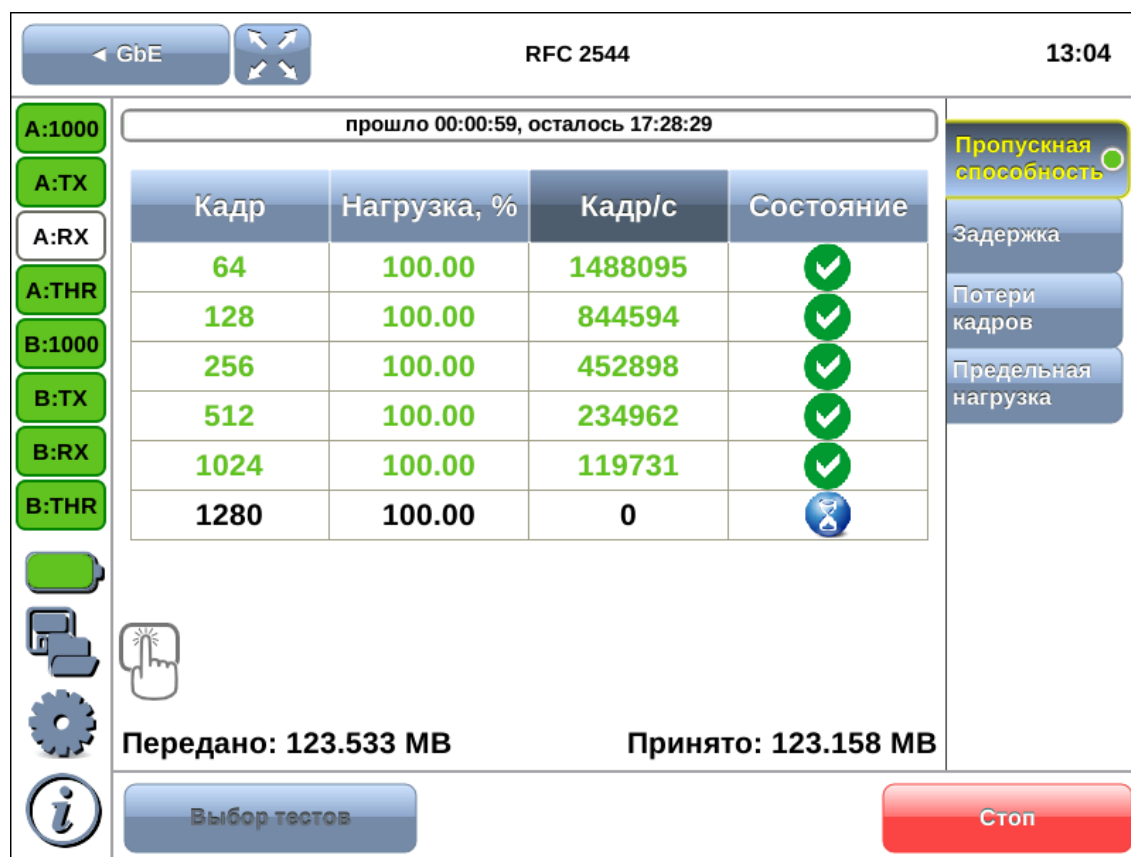 ◄ GbE
RFC 2544
13:04
A:1000
A:TX
A:RX
A:THR
B:1000
B:TX
B:RX
B:THR
прошло 00:00:59, осталось 17:28:29
Кадр Нагрузка, % Кадр/с Состояние
64 100.00 1488095
128 100.00 844594
256 100.00 452898
512 100.00 234962
1024 100.00 119731
1280 100.00 0
Передано: 123.533 MB Принято: 123.158 MB
Пропускная
способность
Задержка
Потери
кадров
Предельная
нагрузка
i
Выбор тестов
Стоп